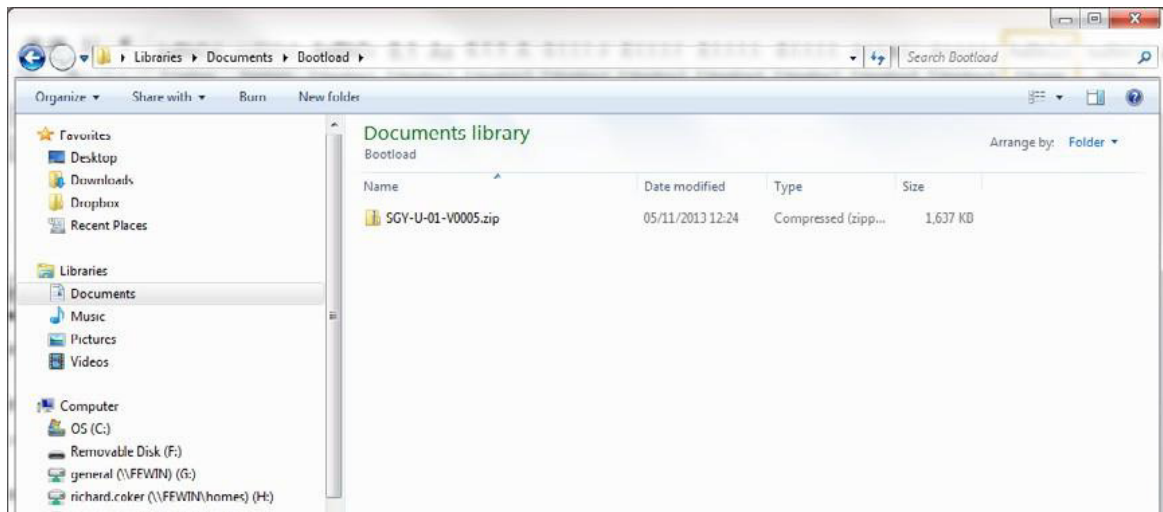 Libraries ▸ Documents ▸ Bootload ▸
Search Bootload
Organize ▾ Share with ▾ Burn New folder
Favorites
Desktop
Downloads
Dropbox
Recent Places
Libraries
Documents
Music
Pictures
Videos
Computer
OS (C:)
Removable Disk (F:)
general (\\FEWIN) (G:)
richard.coker (\\FEWIN\homes) (H:)
Documents library
Bootload
Arrange by: Folder ▾
Name Date modified Type Size
SGY-U-01-V0005.zip 05/11/2013 12:24 Compressed (zipp... 1,637 KB